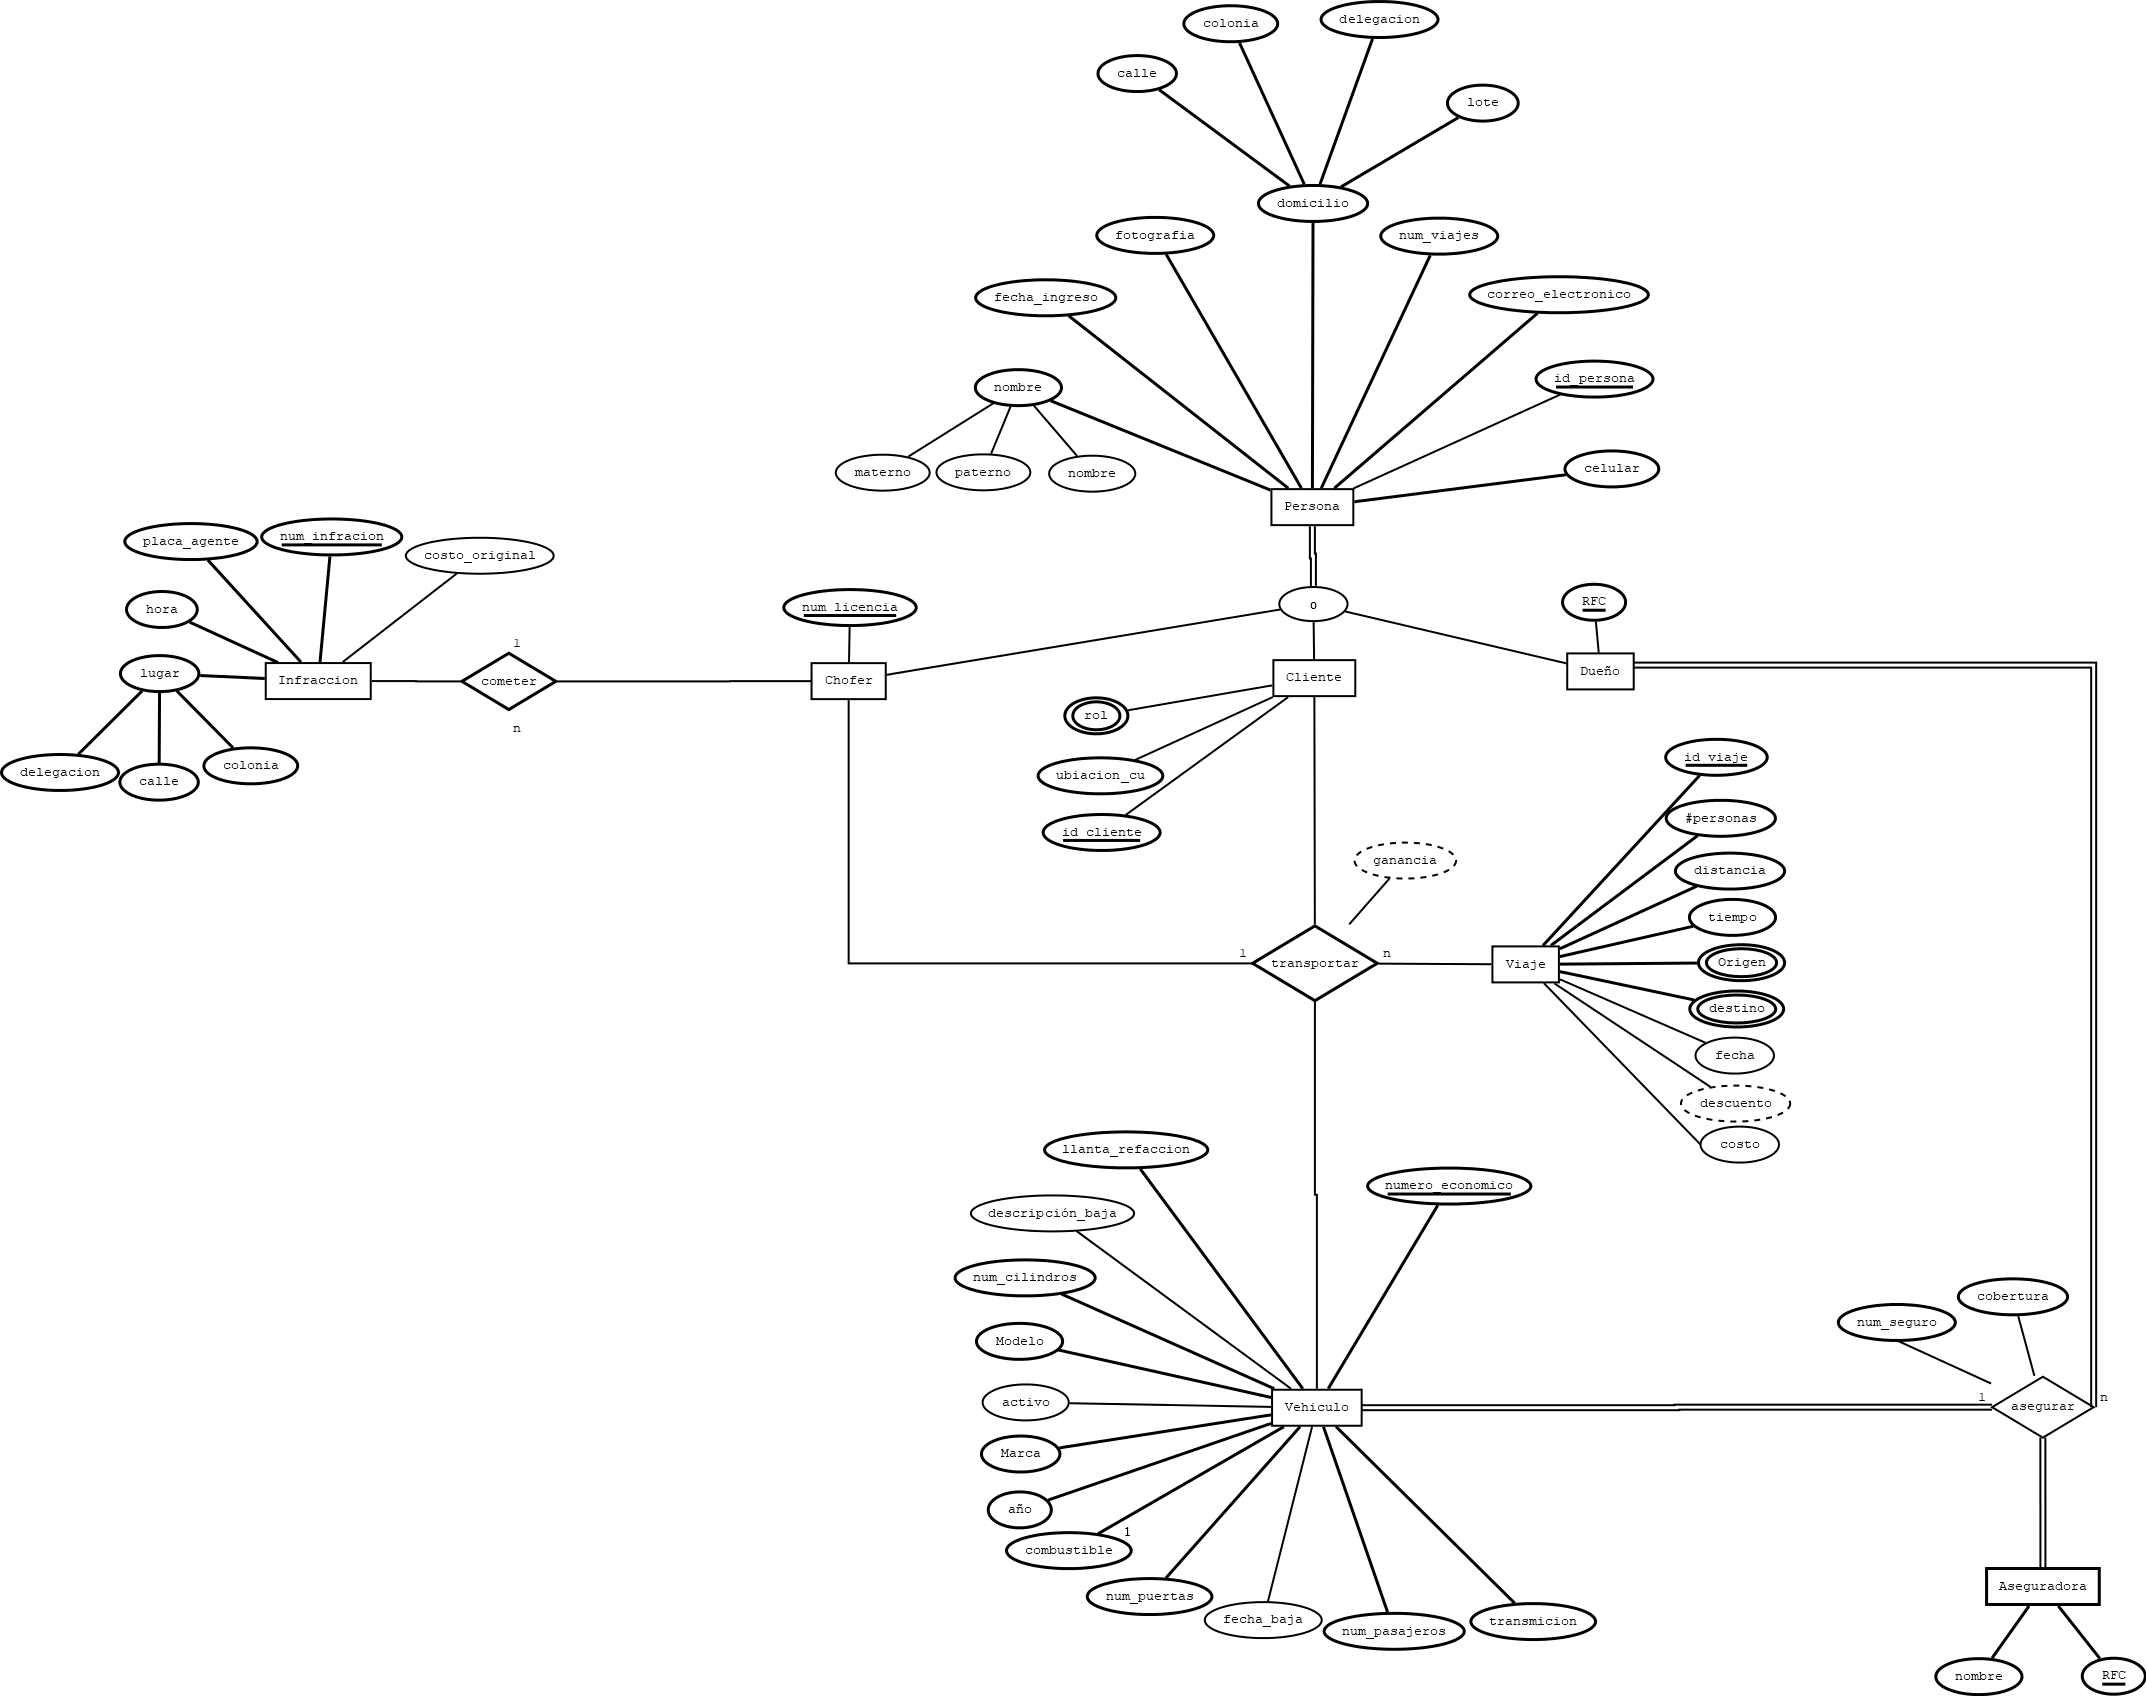 delegacion
colonia
calle
lote
domicilio
fotografia
num_viajes
fecha_ingreso
correo_electronico
id_persona
nombre
materno
paterno
nombre
celular
Persona
placa_agente
num_infracion
costo_original
hora
num_licencia
o
RFC
1
lugar
Infraccion
cometer
Chofer
Cliente
Dueño
n
rol
delegacion
calle
colonia
ubiacion_cu
id_cliente
id_viaje
#personas
ganancia
distancia
tiempo
1
transportar
n
Viaje
Origen
destino
fecha
descuento
costo
llanta_refaccion
numero_economico
descripción_baja
num_cilindros
Modelo
activo
Vehiculo
Marca
año
1
combustible
num_puertas
fecha_baja
num_pasajeros
transmicion
cobertura
num_seguro
1
asegurar
n
Aseguradora
nombre
RFC